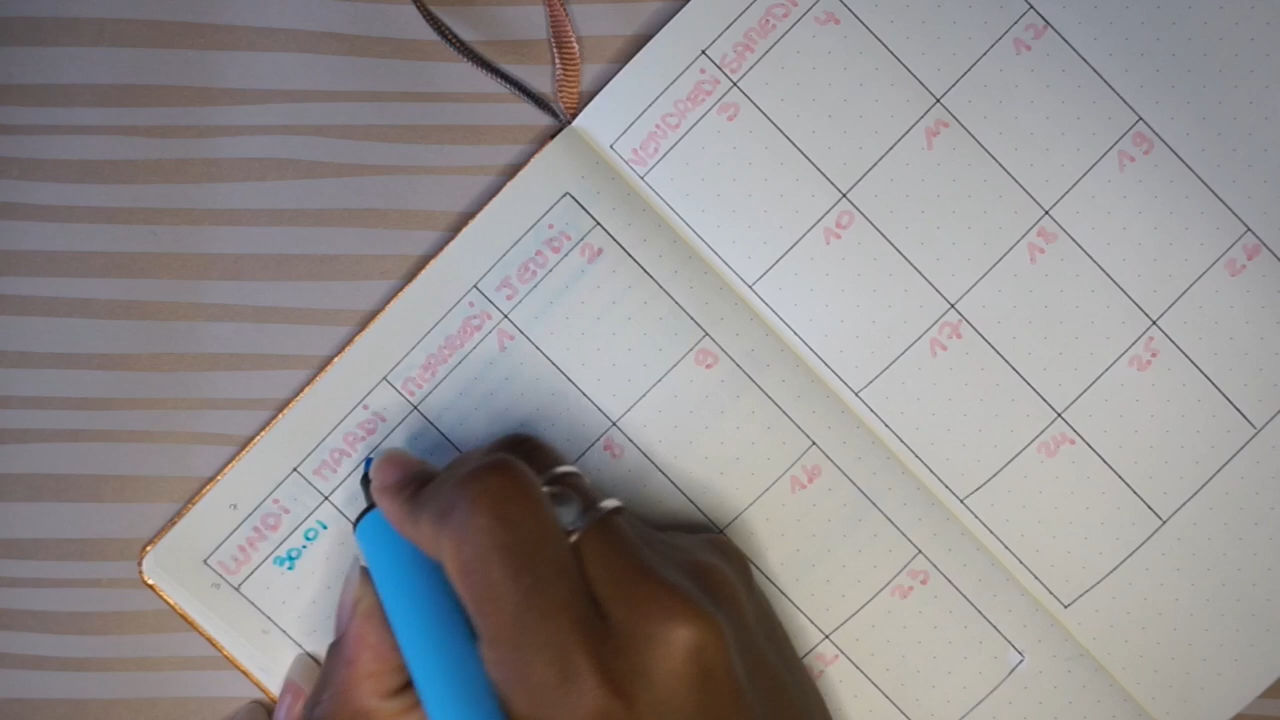 LUNDI MARDI MERCREDI JEUDI VENDREDI SAMEDI
30.01 1 2 3 4
8 9 10 11 12
16 17 18 19
22 23 24 25 26